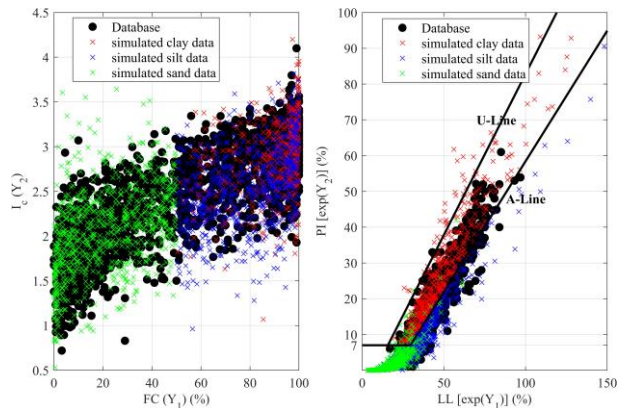 4.5
4
3.5
3
2.5
2
1.5
1
0.5
I_c (Y_2)
0 20 40 60 80 100
FC (Y_1) (%)
Database
simulated clay data
simulated silt data
simulated sand data
100
90
80
70
60
50
40
30
20
10
7
PI [exp(Y_2)] (%)
0 50 100 150
LL [exp(Y_1)] (%)
Database
simulated clay data
simulated silt data
simulated sand data
U-Line
A-Line